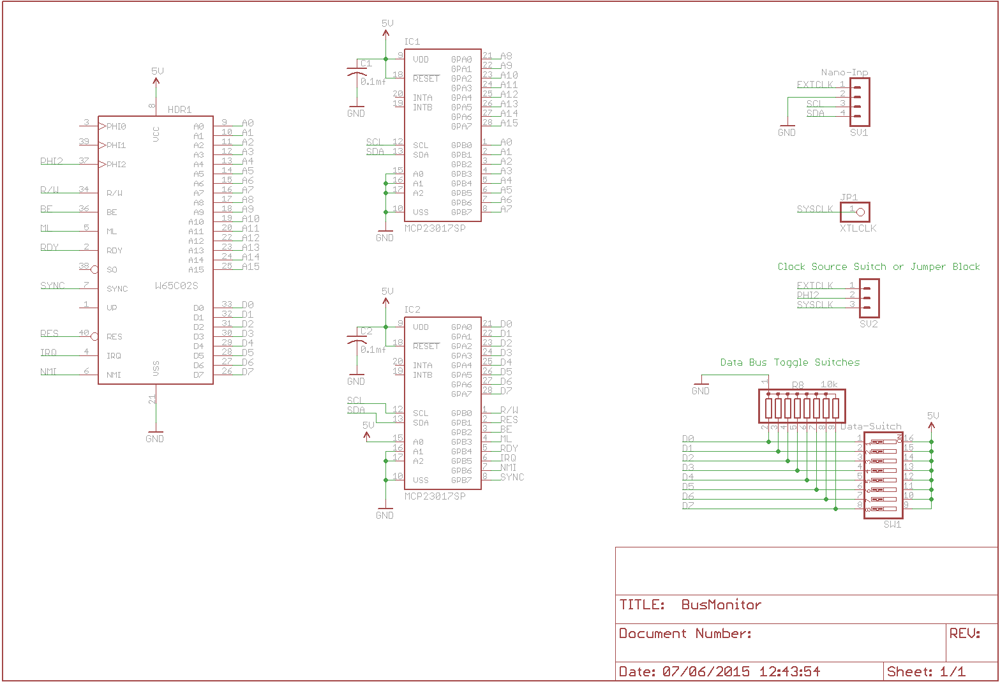 5V
HDR1
8
VCC
3 PHI0
39 PHI1
PHI2 37 PHI2
R/W 34 R/W
BE 36 BE
ML 5 ML
RDY 2 RDY
38 SO
SYNC 7 SYNC
1 VP
RES 40 RES
IRQ 4 IRQ
NMI 6 NMI
W65C02S
A0 9 A0
A1 10 A1
A2 11 A2
A3 12 A3
A4 13 A4
A5 14 A5
A6 15 A6
A7 16 A7
A8 17 A8
A9 18 A9
A10 19 A10
A11 20 A11
A12 22 A12
A13 23 A13
A14 24 A14
A15 25 A15
D0 33 D0
D1 32 D1
D2 31 D2
D3 30 D3
D4 29 D4
D5 28 D5
D6 27 D6
D7 26 D7
VSS
21
GND
5V
IC1
C1
0.1mf
GND
9 VDD
18 RESET
20 INTA
19 INTB
SCL 12 SCL
SDA 13 SDA
15 A0
16 A1
17 A2
10 VSS
GND
GPA0 21 A8
GPA1 22 A9
GPA2 23 A10
GPA3 24 A11
GPA4 25 A12
GPA5 26 A13
GPA6 27 A14
GPA7 28 A15
GPB0 1 A0
GPB1 2 A1
GPB2 3 A2
GPB3 4 A3
GPB4 5 A4
GPB5 6 A5
GPB6 7 A6
GPB7 8 A7
MCP23017SP
5V
IC2
C2
0.1mf
GND
9 VDD
18 RESET
20 INTA
19 INTB
SCL 12 SCL
SDA 13 SDA
5V
15 A0
16 A1
17 A2
10 VSS
GND
GPA0 21 D0
GPA1 22 D1
GPA2 23 D2
GPA3 24 D3
GPA4 25 D4
GPA5 26 D5
GPA6 27 D6
GPA7 28 D7
GPB0 1 R/W
GPB1 2 RES
GPB2 3 BE
GPB3 4 ML
GPB4 5 RDY
GPB5 6 IRQ
GPB6 7 NMI
GPB7 8 SYNC
MCP23017SP
Nano-Inp
EXTCLK 1
2
SCL 3
SDA 4
GND
SV1
JP1
SYSCLK 1
XTLCLK
Clock Source Switch or Jumper Block
EXTCLK 1
PHI2 2
SYSCLK 3
SV2
Data Bus Toggle Switches
GND
1
R8 10k
2 3 4 5 6 7 8 9
Data-Switch
5V
D0 1 16
D1 2 15
D2 3 14
D3 4 13
D4 5 12
D5 6 11
D6 7 10
D7 8 9
SW1
TITLE: BusMonitor
Document Number:
REV:
Date: 07/06/2015 12:43:54
Sheet: 1/1